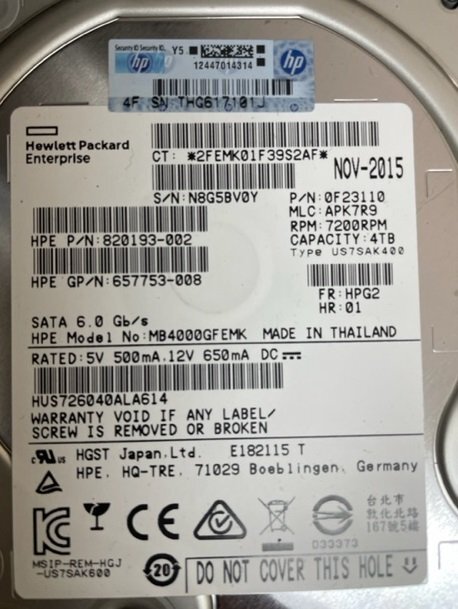 Security ID Security ID, Y5
hp
hp
12447014314
4F SN THG617101J
Hewlett Packard
Enterprise
CT: *2FEMK01F39S2AF*
NOV-2015
S/N:N8G5BV0Y
P/N:0F23110
MLC:APK7R9
RPM:7200RPM
CAPACITY:4TB
Type US7SAK400
HPE P/N:820193-002
HPE GP/N:657753-008
FR:HPG2
HR:01
SATA 6.0 Gb/s
HPE Model No:MB4000GFEMK MADE IN THAILAND
RATED:5V 500mA,12V 650mA DC
HUS726040ALA614
WARRANTY VOID IF ANY LABEL/
SCREW IS REMOVED OR BROKEN
c RU us HGST Japan,Ltd. E182115 T
HPE, HQ-TRE, 71029 Boeblingen, Germany
台北市
敦化北路
167號5樓
D33373
MSIP-REM-HGJ
-US7SAK600
20
DO NOT COVER THIS HOLE